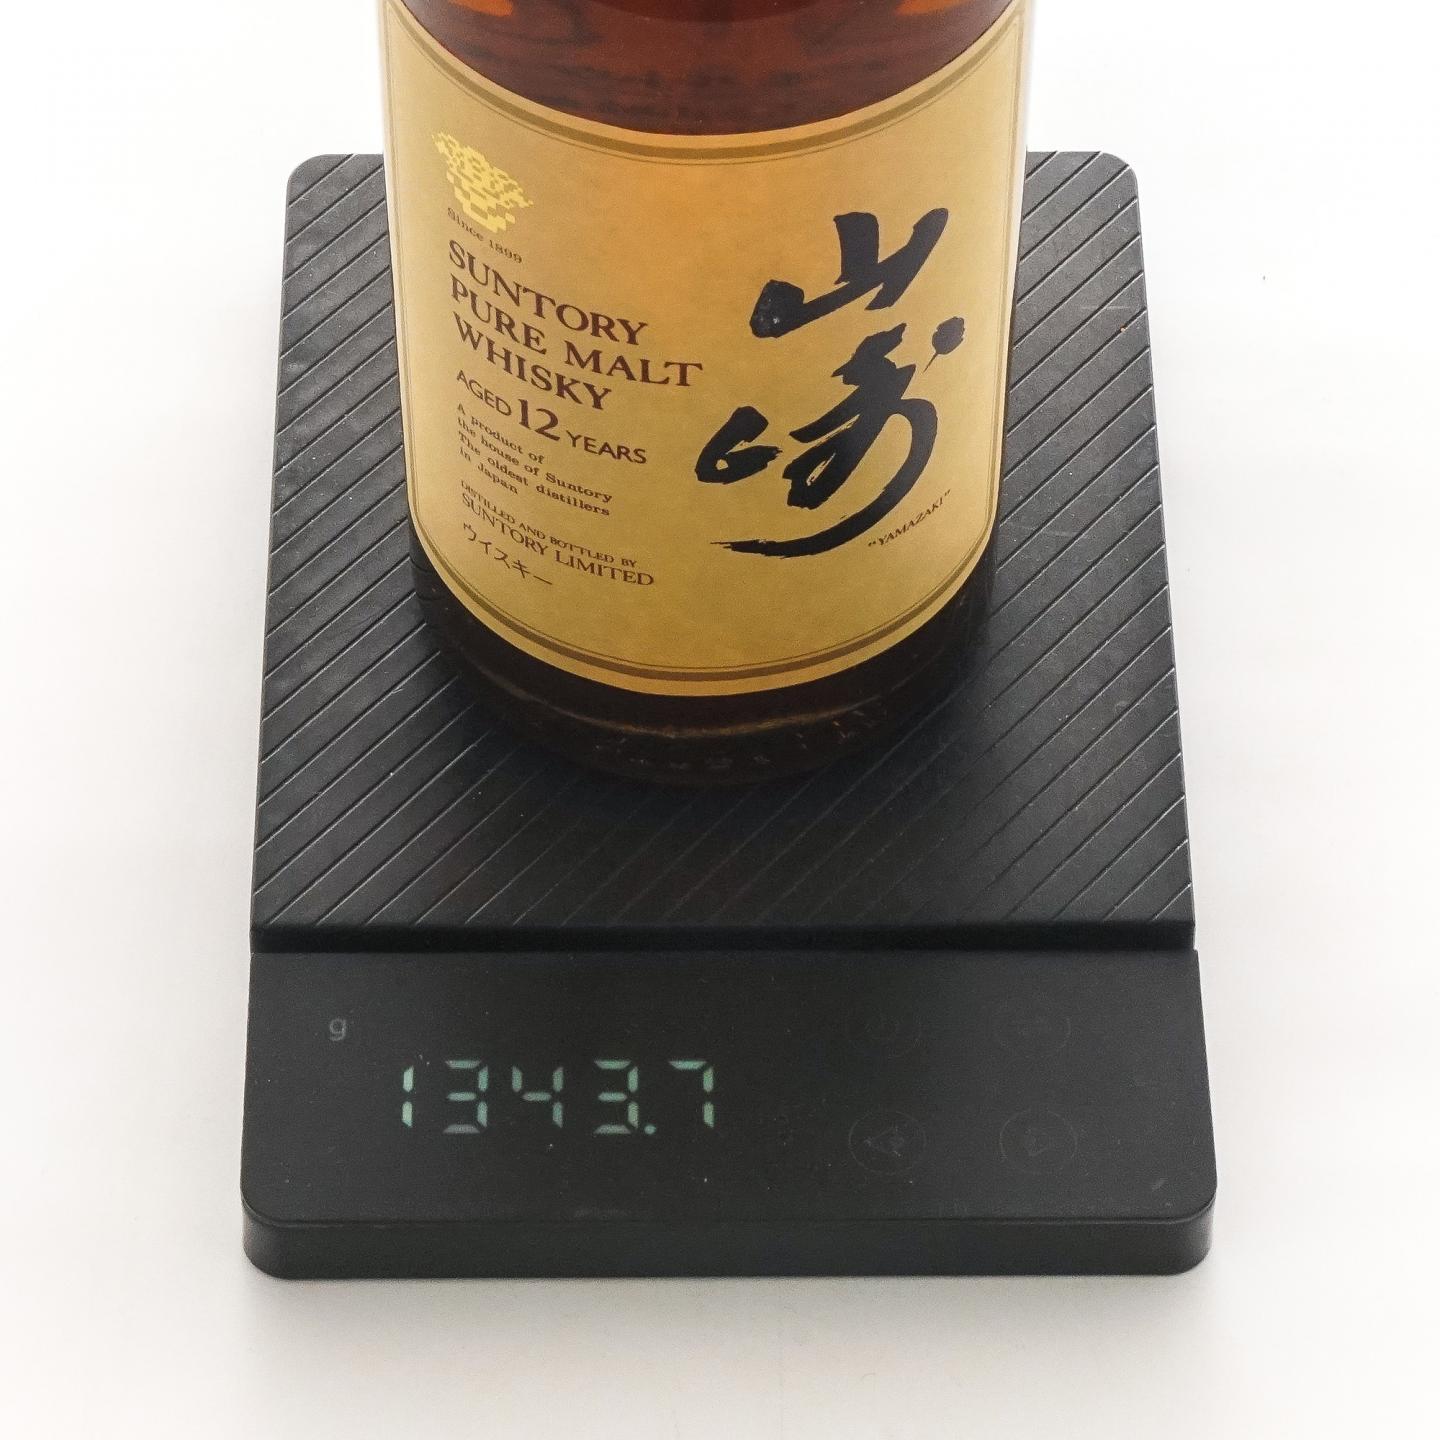 Since 1899
SUNTORY
PURE MALT
WHISKY
AGED 12 YEARS
A product of
the house of Suntory
The oldest distillers
in Japan
DISTILLED AND BOTTLED BY
SUNTORY LIMITED
ウイスキー
山崎
"YAMAZAKI"
g
1343.7